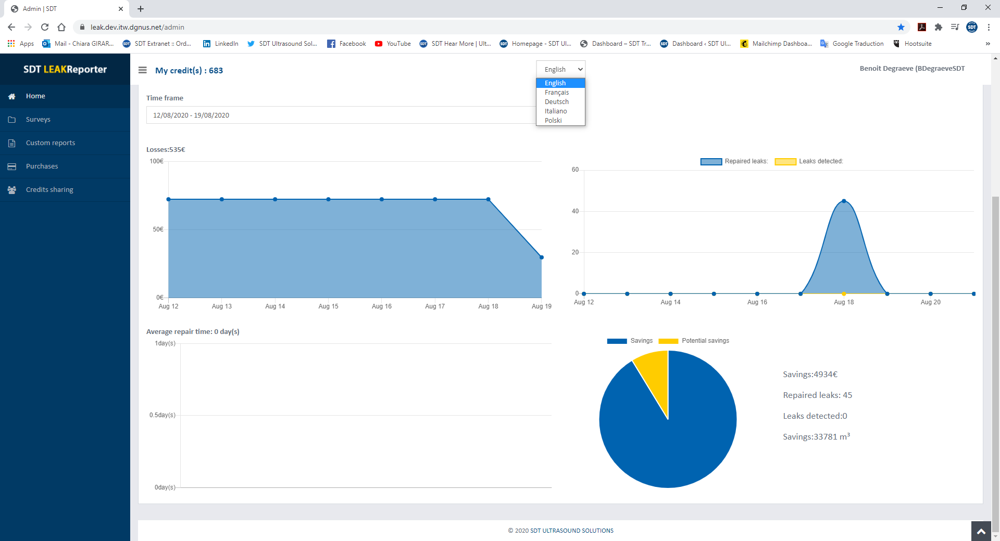 Admin | SDT
leak.dev.itw.dgnus.net/admin
Apps Mail - Chiara GIRAR... SDT Extranet :: Ord... LinkedIn SDT Ultrasound Sol... Facebook YouTube SDT Hear More | Ult... Homepage - SDT Ul... Dashboard – SDT Tr... Dashboard ‹ SDT Ul... Mailchimp Dashboa... Google Traduction Hootsuite »
SDT LEAKReporter
Home
Surveys
Custom reports
Purchases
Credits sharing
My credit(s) : 683
English
English
Français
Deutsch
Italiano
Polski
Benoit Degraeve (BDegraeveSDT
Time frame
12/08/2020 - 19/08/2020
Losses:535€
100€
50€
0€
Aug 12 Aug 13 Aug 14 Aug 15 Aug 16 Aug 17 Aug 18 Aug 19
Repaired leaks: Leaks detected:
60
40
20
0
Aug 12 Aug 14 Aug 16 Aug 18 Aug 20
Average repair time: 0 day(s)
1day(s)
0.5day(s)
0day(s)
Savings Potential savings
Savings:4934€
Repaired leaks: 45
Leaks detected:0
Savings:33781 m³
© 2020 SDT ULTRASOUND SOLUTIONS